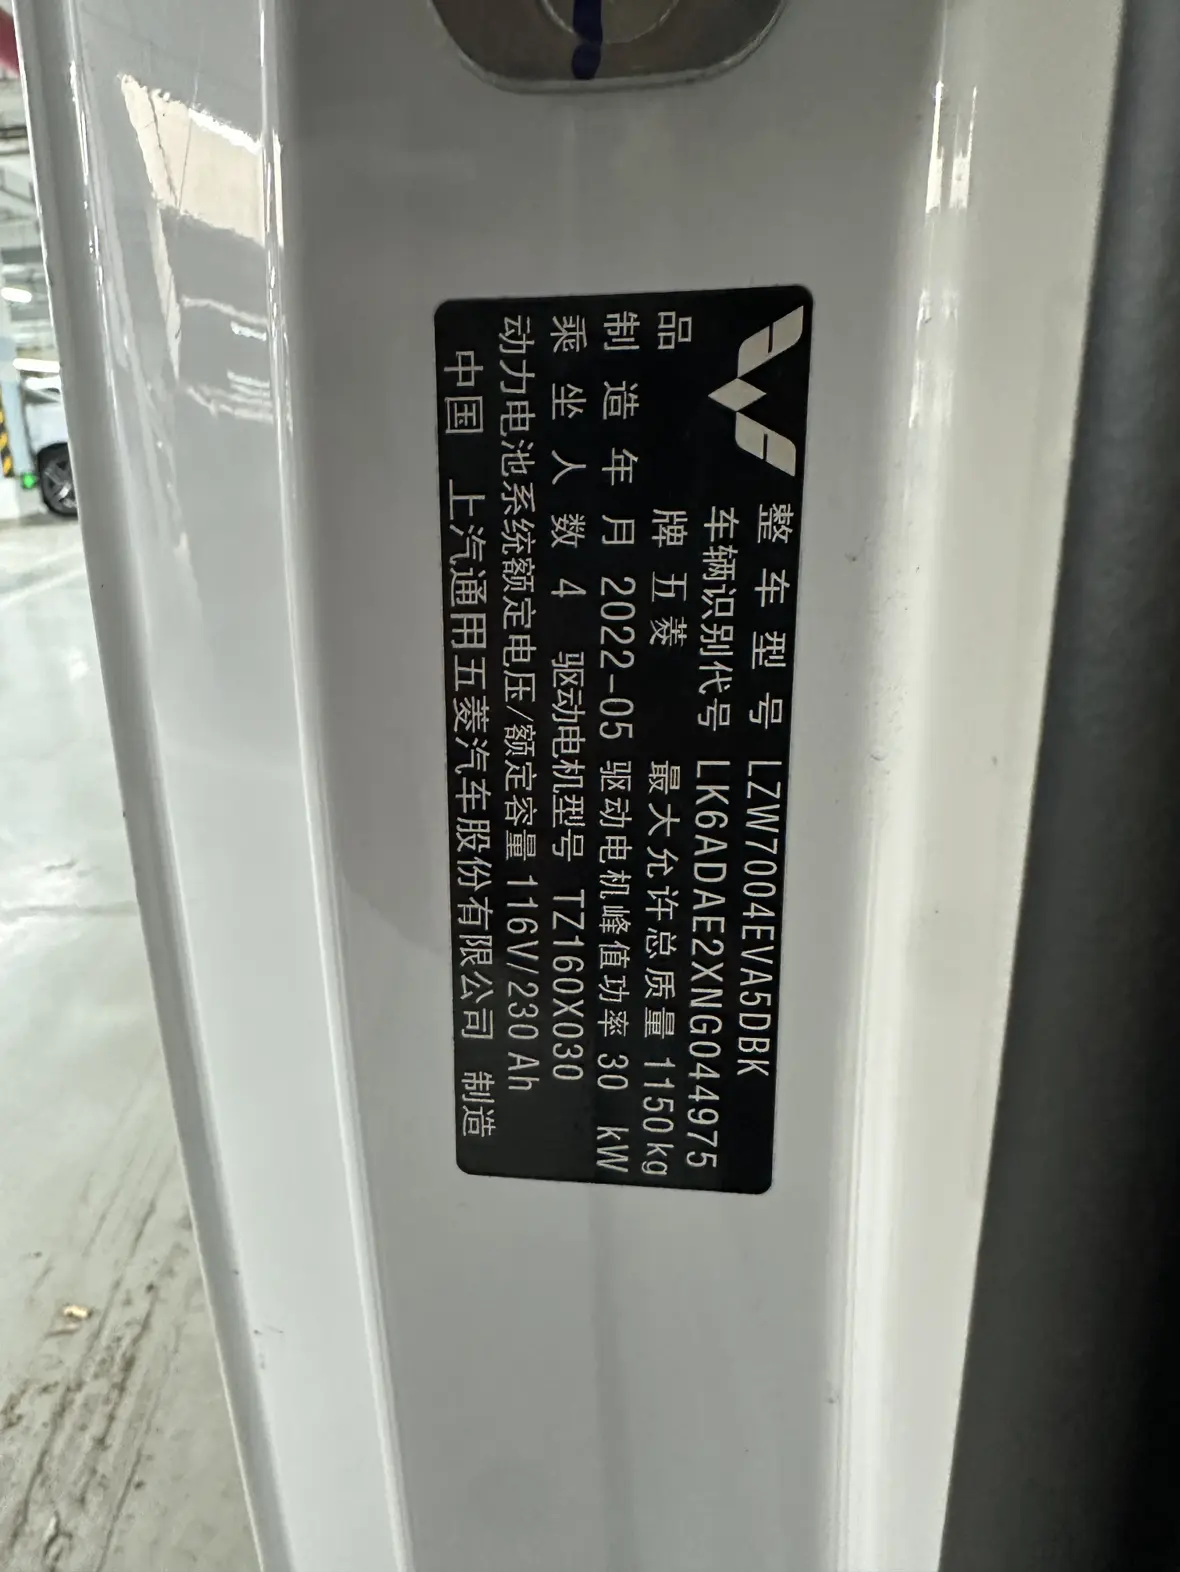 整车型号 LZW7004EVA5DBK
车辆识别代号 LK6ADAE2XNG044975
品牌 五菱 最大允许总质量 1150kg
制造年月 2022-05 驱动电机峰值功率 30 kW
乘坐人数 4 驱动电机型号 TZ160X030
动力电池系统额定电压/额定容量 116V/230Ah
中国 上汽通用五菱汽车股份有限公司 制造